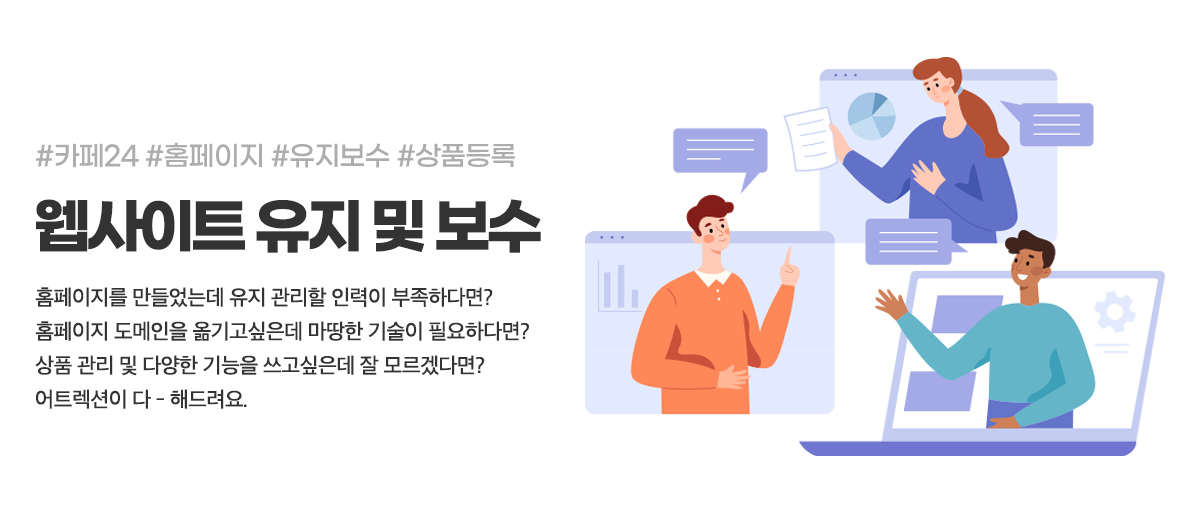 #카페24 #홈페이지 #유지보수 #상품등록
웹사이트 유지 및 보수
홈페이지를 만들었는데 유지 관리할 인력이 부족하다면?
홈페이지 도메인을 옮기고싶은데 마땅한 기술이 필요하다면?
상품 관리 및 다양한 기능을 쓰고싶은데 잘 모르겠다면?
어트렉션이 다 - 해드려요.